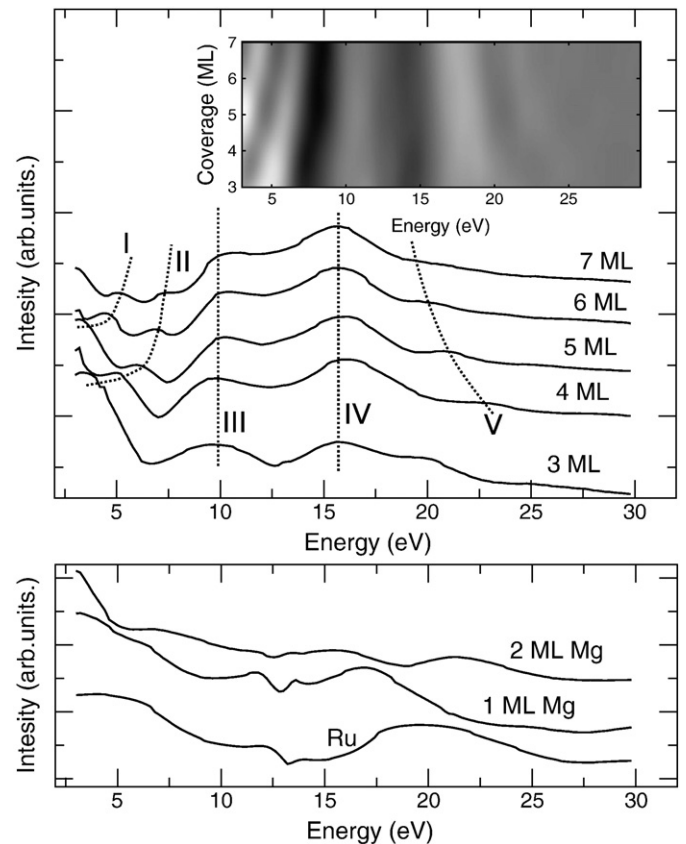 7
6
5
4
3
Coverage (ML)
5
10
15
20
25
Energy (eV)
I
II
III
IV
V
7 ML
6 ML
5 ML
4 ML
3 ML
Intesity (arb.units.)
5
10
15
20
25
30
Energy (eV)
2 ML Mg
1 ML Mg
Ru
Intesity (arb.units.)
5
10
15
20
25
30
Energy (eV)